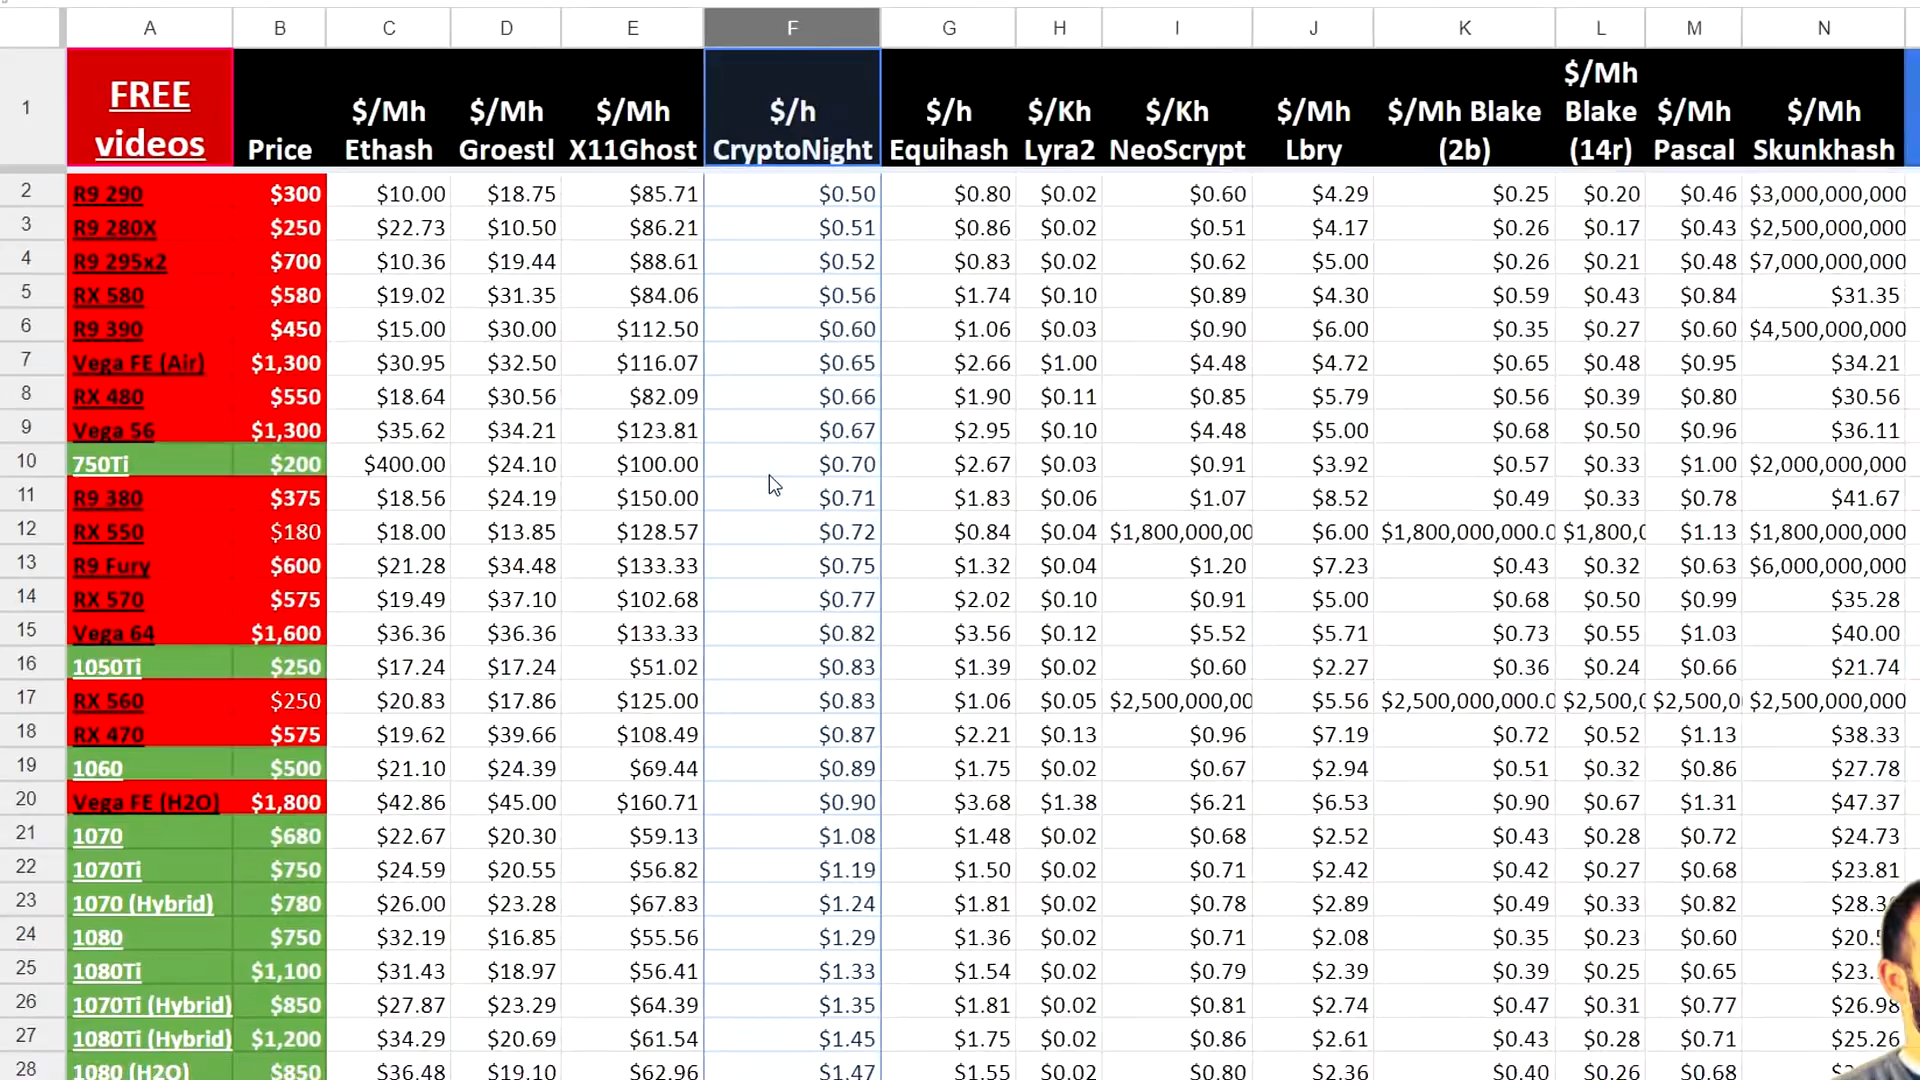 A B C D E F G H I J K L M N
1 FREE videos Price $/Mh Ethash $/Mh Groestl $/Mh X11Ghost $/h CryptoNight $/h Equihash $/Kh Lyra2 $/Kh NeoScrypt $/Mh Lbry $/Mh Blake (2b) $/Mh Blake (14r) $/Mh Pascal $/Mh Skunkhash
2 R9 290 $300 $10.00 $18.75 $85.71 $0.50 $0.80 $0.02 $0.60 $4.29 $0.25 $0.20 $0.46 $3,000,000,000
3 R9 280X $250 $22.73 $10.50 $86.21 $0.51 $0.86 $0.02 $0.51 $4.17 $0.26 $0.17 $0.43 $2,500,000,000
4 R9 295x2 $700 $10.36 $19.44 $88.61 $0.52 $0.83 $0.02 $0.62 $5.00 $0.26 $0.21 $0.48 $7,000,000,000
5 RX 580 $580 $19.02 $31.35 $84.06 $0.56 $1.74 $0.10 $0.89 $4.30 $0.59 $0.43 $0.84 $31.35
6 R9 390 $450 $15.00 $30.00 $112.50 $0.60 $1.06 $0.03 $0.90 $6.00 $0.35 $0.27 $0.60 $4,500,000,000
7 Vega FE (Air) $1,300 $30.95 $32.50 $116.07 $0.65 $2.66 $1.00 $4.48 $4.72 $0.65 $0.48 $0.95 $34.21
8 RX 480 $550 $18.64 $30.56 $82.09 $0.66 $1.90 $0.11 $0.85 $5.79 $0.56 $0.39 $0.80 $30.56
9 Vega 56 $1,300 $35.62 $34.21 $123.81 $0.67 $2.95 $0.10 $4.48 $5.00 $0.68 $0.50 $0.96 $36.11
10 750Ti $200 $400.00 $24.10 $100.00 $0.70 $2.67 $0.03 $0.91 $3.92 $0.57 $0.33 $1.00 $2,000,000,000
11 R9 380 $375 $18.56 $24.19 $150.00 $0.71 $1.83 $0.06 $1.07 $8.52 $0.49 $0.33 $0.78 $41.67
12 RX 550 $180 $18.00 $13.85 $128.57 $0.72 $0.84 $0.04 $1,800,000,00 $6.00 $1,800,000,000.0 $1,800,0 $1.13 $1,800,000,000
13 R9 Fury $600 $21.28 $34.48 $133.33 $0.75 $1.32 $0.04 $1.20 $7.23 $0.43 $0.32 $0.63 $6,000,000,000
14 RX 570 $575 $19.49 $37.10 $102.68 $0.77 $2.02 $0.10 $0.91 $5.00 $0.68 $0.50 $0.99 $35.28
15 Vega 64 $1,600 $36.36 $36.36 $133.33 $0.82 $3.56 $0.12 $5.52 $5.71 $0.73 $0.55 $1.03 $40.00
16 1050Ti $250 $17.24 $17.24 $51.02 $0.83 $1.39 $0.02 $0.60 $2.27 $0.36 $0.24 $0.66 $21.74
17 RX 560 $250 $20.83 $17.86 $125.00 $0.83 $1.06 $0.05 $2,500,000,00 $5.56 $2,500,000,000.0 $2,500,0 $2,500,0 $2,500,000,000
18 RX 470 $575 $19.62 $39.66 $108.49 $0.87 $2.21 $0.13 $0.96 $7.19 $0.72 $0.52 $1.13 $38.33
19 1060 $500 $21.10 $24.39 $69.44 $0.89 $1.75 $0.02 $0.67 $2.94 $0.51 $0.32 $0.86 $27.78
20 Vega FE (H2O) $1,800 $42.86 $45.00 $160.71 $0.90 $3.68 $1.38 $6.21 $6.53 $0.90 $0.67 $1.31 $47.37
21 1070 $680 $22.67 $20.30 $59.13 $1.08 $1.48 $0.02 $0.68 $2.52 $0.43 $0.28 $0.72 $24.73
22 1070Ti $750 $24.59 $20.55 $56.82 $1.19 $1.50 $0.02 $0.71 $2.42 $0.42 $0.27 $0.68 $23.81
23 1070 (Hybrid) $780 $26.00 $23.28 $67.83 $1.24 $1.81 $0.02 $0.78 $2.89 $0.49 $0.33 $0.82
24 1080 $750 $32.19 $16.85 $55.56 $1.29 $1.36 $0.02 $0.71 $2.08 $0.35 $0.23 $0.60
25 1080Ti $1,100 $31.43 $18.97 $56.41 $1.33 $1.54 $0.02 $0.79 $2.39 $0.39 $0.25 $0.65
26 1070Ti (Hybrid) $850 $27.87 $23.29 $64.39 $1.35 $1.81 $0.02 $0.81 $2.74 $0.47 $0.31 $0.77 $26.98
27 1080Ti (Hybrid) $1,200 $34.29 $20.69 $61.54 $1.45 $1.75 $0.02 $0.86 $2.61 $0.43 $0.28 $0.71 $25.26
28 1080 (H2O) $850 $36.48 $19.10 $62.96 $1.47 $1.55 $0.02 $0.80 $2.36 $0.40 $0.26 $0.68